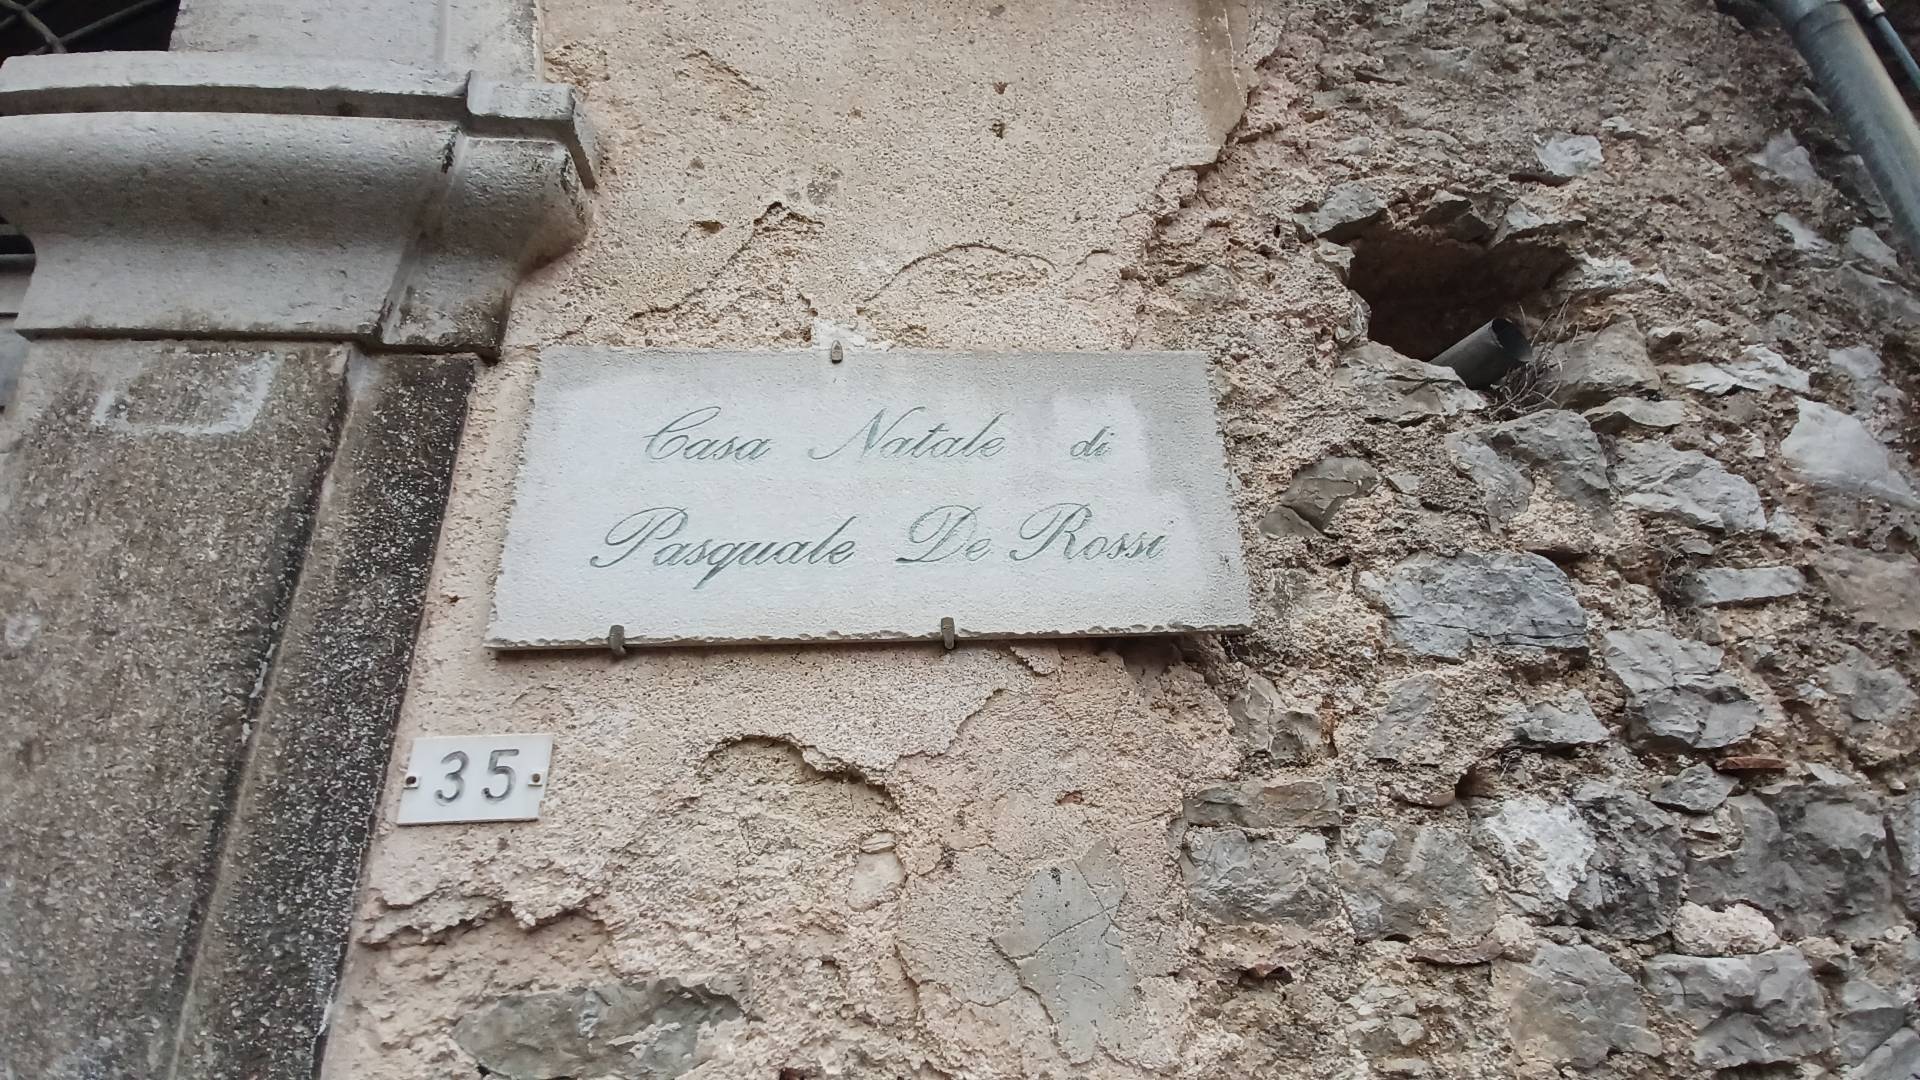 Casa Natale di
Pasquale De Rossi
35